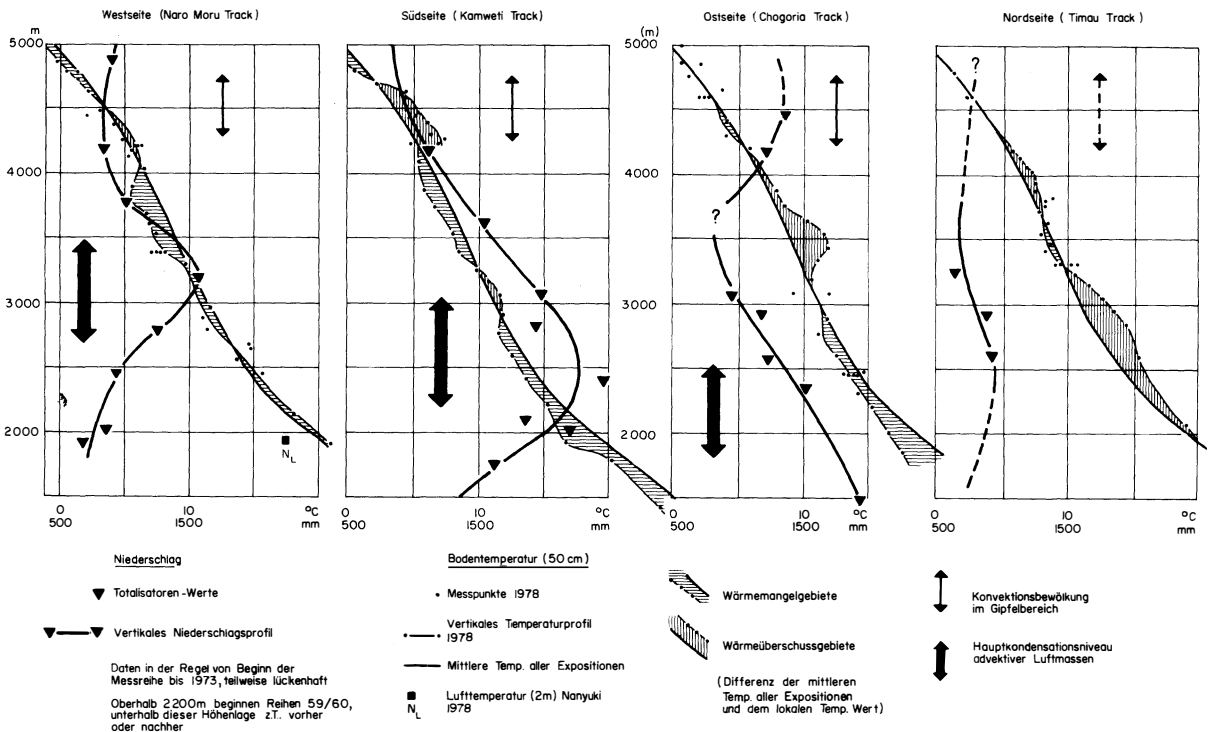 Westseite (Naro Moru Track)
Südseite (Kamweti Track)
Ostseite (Chogoria Track)
Nordseite (Timau Track)
m
5000
4000
3000
2000
(m)
5000
4000
3000
2000
?
?
N_L
0
10
°C
500
1500
mm
0
10
°C
500
1500
mm
0
10
°C
500
1500
mm
0
10
°C
500
1500
mm
Niederschlag
Totalisatoren-Werte
Vertikales Niederschlagsprofil
Daten in der Regel von Beginn der
Messreihe bis 1973, teilweise lückenhaft
Oberhalb 2200m beginnen Reihen 59/60,
unterhalb dieser Höhenlage z.T. vorher
oder nachher
Bodentemperatur (50 cm)
Messpunkte 1978
Vertikales Temperaturprofil
1978
Mittlere Temp. aller Expositionen
Lufttemperatur (2m) Nanyuki
N_L 1978
Wärmemangelgebiete
Wärmeüberschussgebiete
(Differenz der mittleren
Temp. aller Expositionen
und dem lokalen Temp. Wert)
Konvektionsbewölkung
im Gipfelbereich
Hauptkondensationsniveau
advektiver Luftmassen